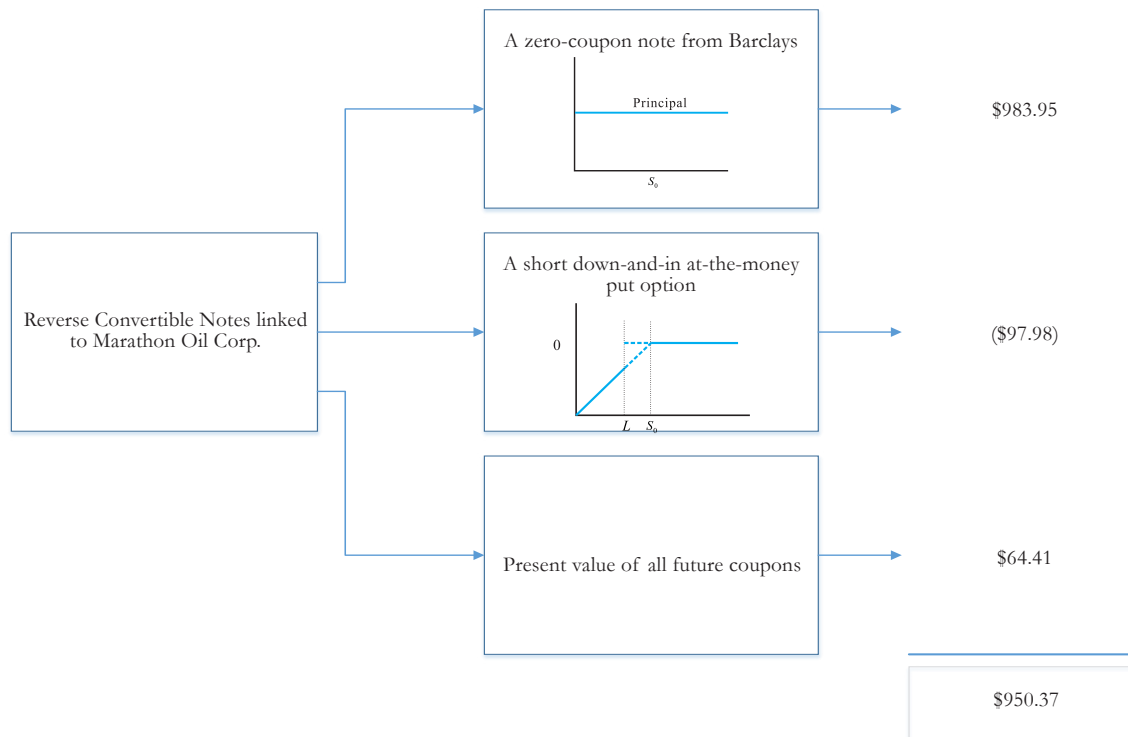 A zero-coupon note from Barclays
Principal
S₀
$983.95
Reverse Convertible Notes linked
to Marathon Oil Corp.
A short down-and-in at-the-money
put option
0
L S₀
($97.98)
Present value of all future coupons
$64.41
$950.37